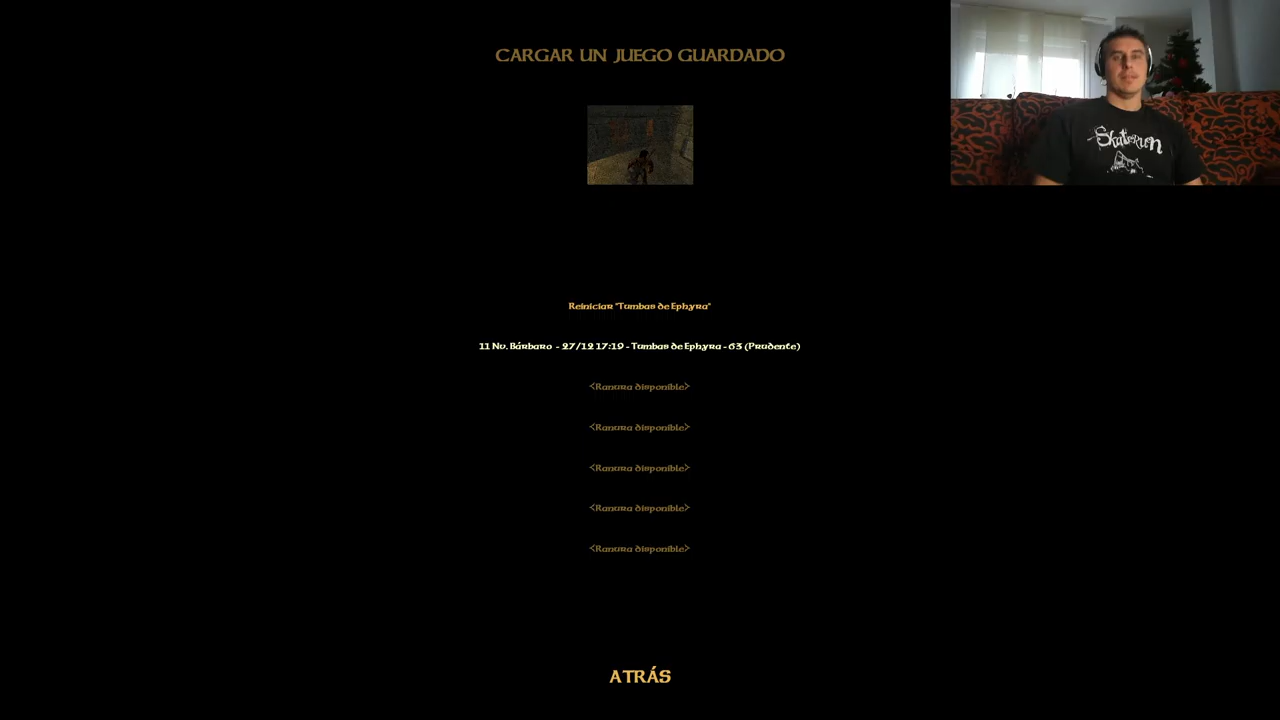 CARGAR UN JUEGO GUARDADO
Skaterun
Reiniciar "Tumbas de Ephyra"
11 Nv. Bárbaro - 27/12 17:19 - Tumbas de Ephyra - 63 (Prudente)
<Ranura disponible>
<Ranura disponible>
<Ranura disponible>
<Ranura disponible>
<Ranura disponible>
ATRÁS